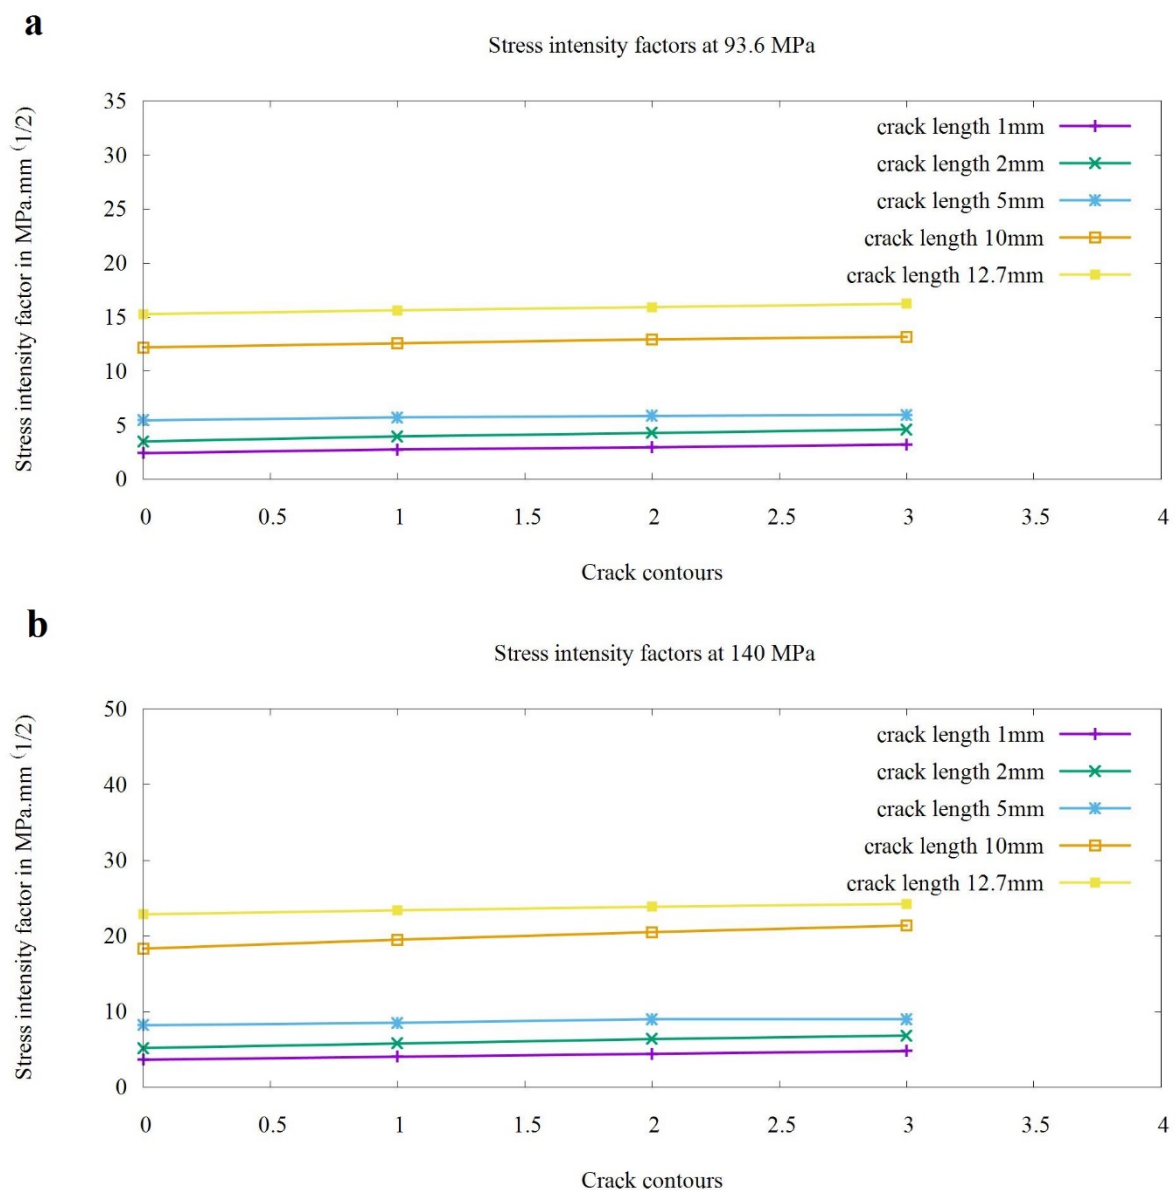 a
Stress intensity factors at 93.6 MPa
Stress intensity factor in MPa.mm (1/2)
35
30
25
20
15
10
5
0
crack length 1mm
crack length 2mm
crack length 5mm
crack length 10mm
crack length 12.7mm
0 0.5 1 1.5 2 2.5 3 3.5 4
Crack contours
b
Stress intensity factors at 140 MPa
Stress intensity factor in MPa.mm (1/2)
50
40
30
20
10
0
crack length 1mm
crack length 2mm
crack length 5mm
crack length 10mm
crack length 12.7mm
0 0.5 1 1.5 2 2.5 3 3.5 4
Crack contours